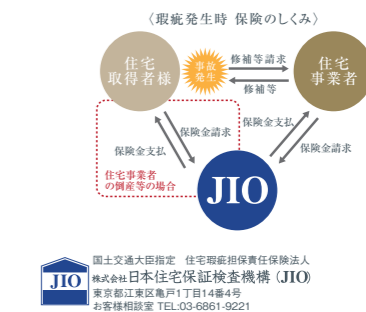 〈瑕疵発生時 保険のしくみ〉
住宅
取得者様
事故
発生
修補等請求
修補等
住宅
事業者
保険金請求
保険金支払
保険金支払
保険金請求
住宅事業者
の倒産等の場合
JIO
国土交通大臣指定 住宅瑕疵担保責任保険法人
JIO
株式会社日本住宅保証検査機構(JIO)
東京都江東区亀戸1丁目14番4号
お客様相談室 TEL:03-6861-9221